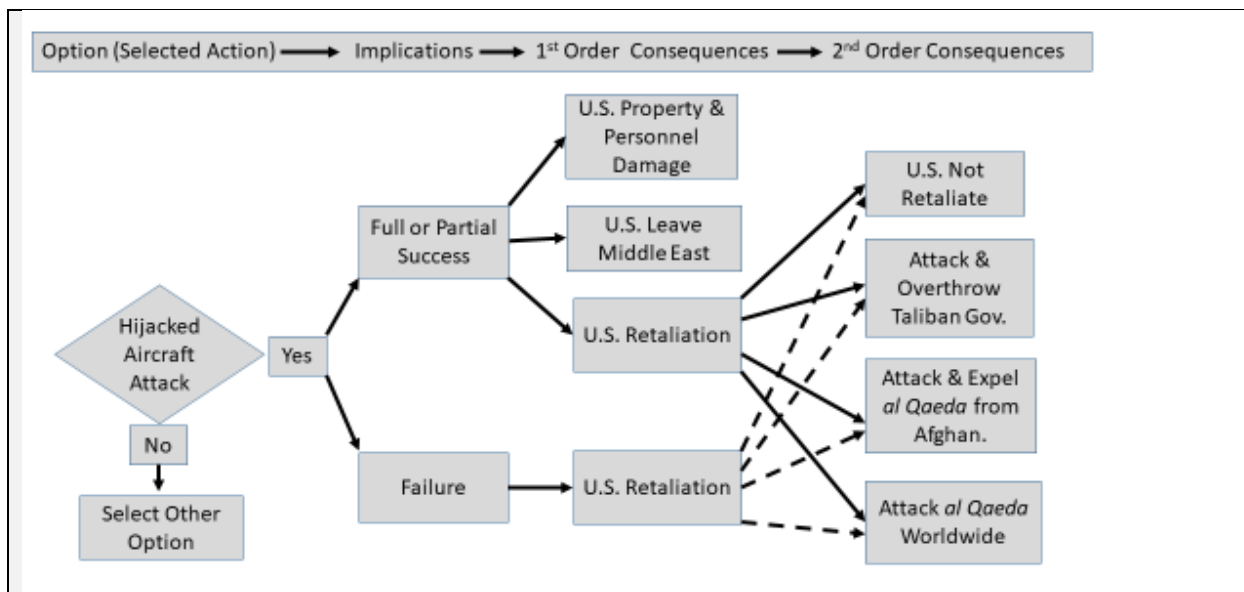 Option (Selected Action) Implications 1st Order Consequences 2nd Order Consequences
U.S. Property &
Personnel
Damage
U.S. Not
Retaliate
Full or Partial
Success
U.S. Leave
Middle East
Attack &
Overthrow
Taliban Gov.
Hijacked
Aircraft
Attack
Yes
U.S. Retaliation
Attack & Expel
al Qaeda from
Afghan.
No
Failure
U.S. Retaliation
Select Other
Option
Attack al Qaeda
Worldwide